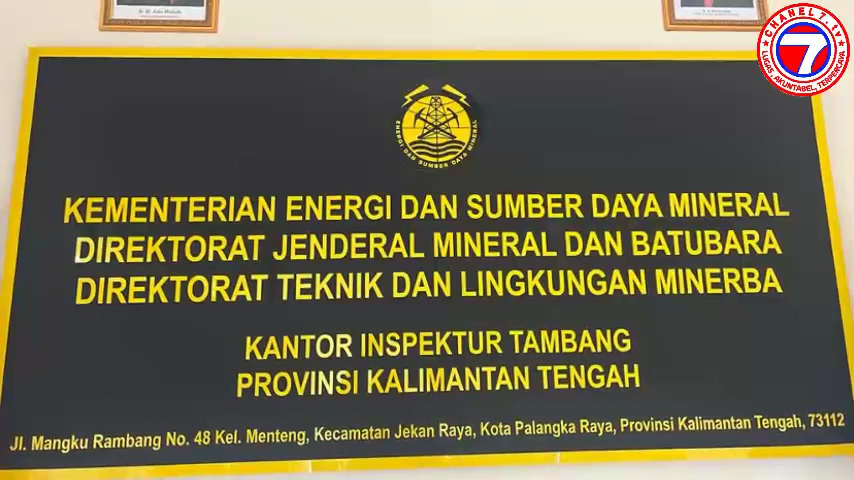 CHANEL7.tv
7
LUGAS, AKUNTABEL, TERPERCAYA
ENERGI DAN SUMBER DAYA MINERAL
KEMENTERIAN ENERGI DAN SUMBER DAYA MINERAL
DIREKTORAT JENDERAL MINERAL DAN BATUBARA
DIREKTORAT TEKNIK DAN LINGKUNGAN MINERBA
KANTOR INSPEKTUR TAMBANG
PROVINSI KALIMANTAN TENGAH
Jl. Mangku Rambang No. 48 Kel. Menteng, Kecamatan Jekan Raya, Kota Palangka Raya, Provinsi Kalimantan Tengah, 73112